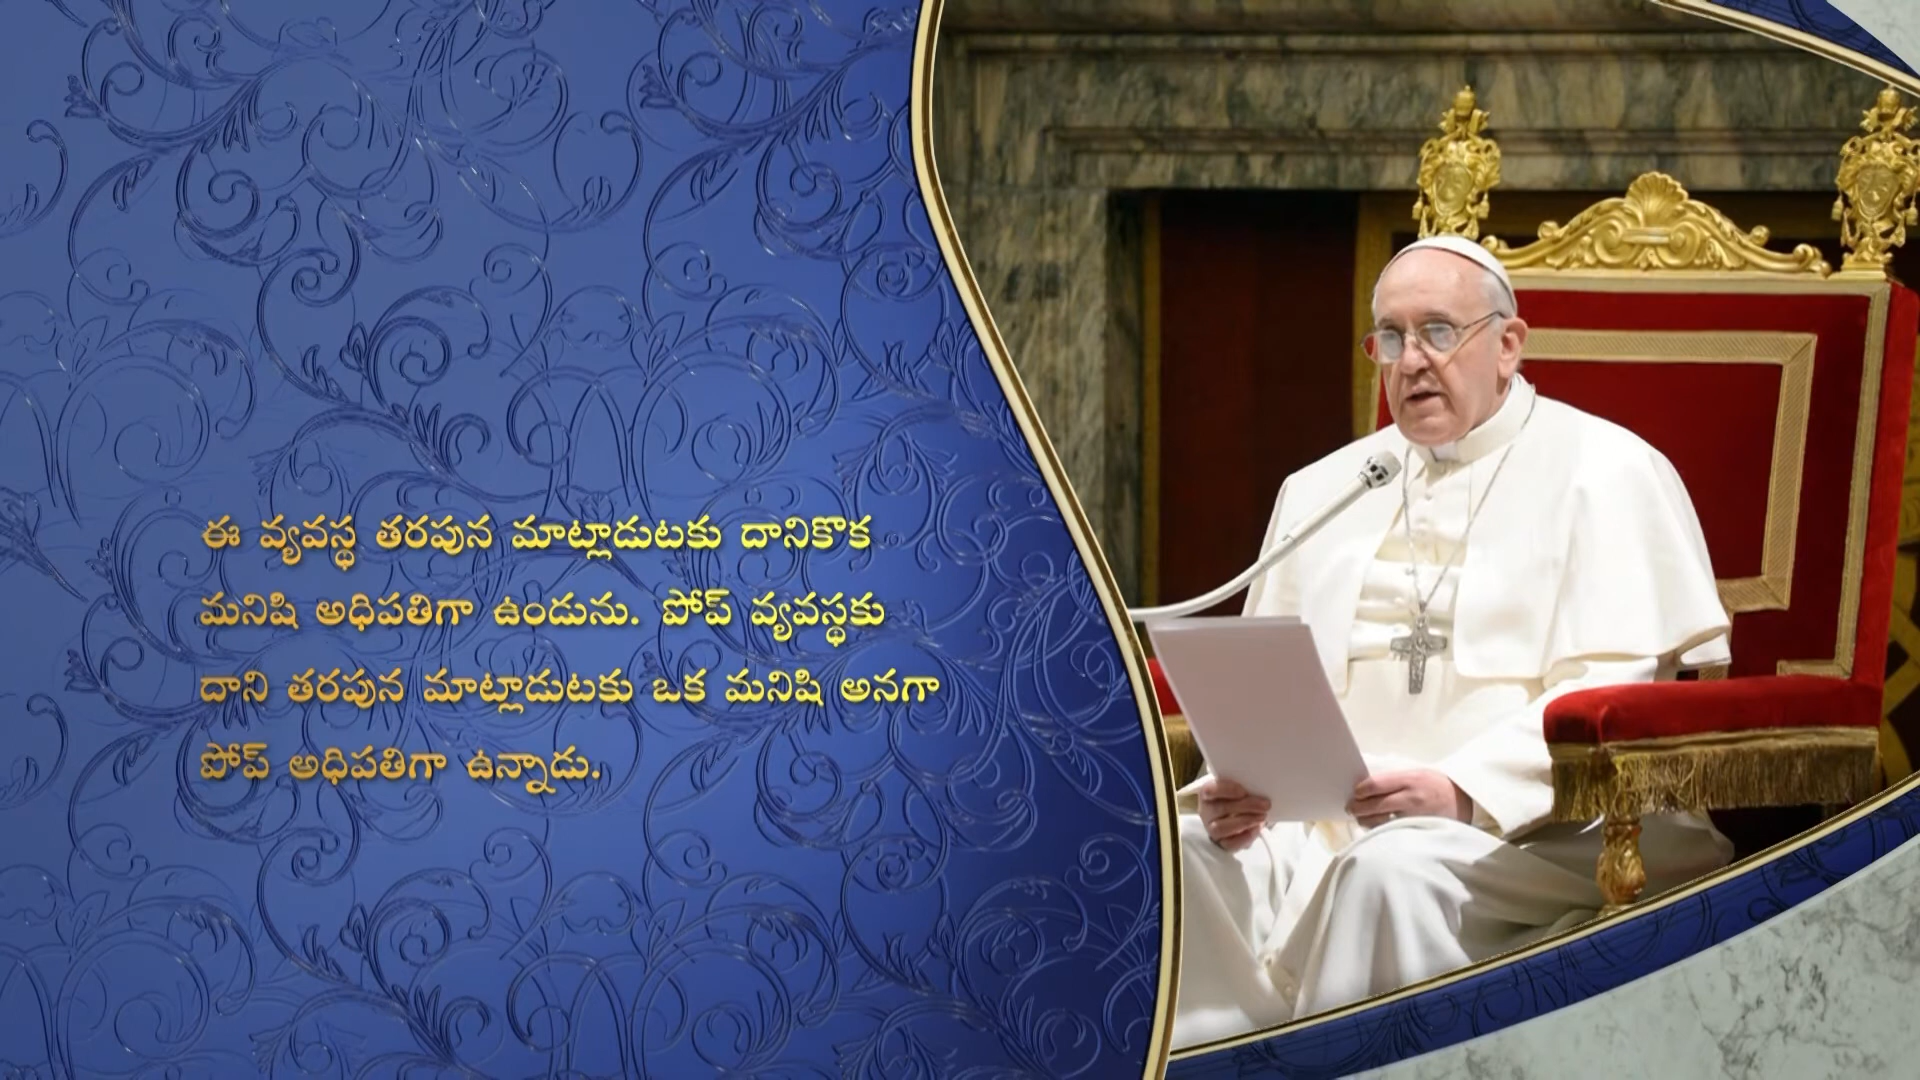 ఈ వ్యవస్థ తరపున మాట్లాడుటకు దానికొక
మనిషి అధిపతిగా ఉండును. పోప్ వ్యవస్థకు
దాని తరపున మాట్లాడుటకు ఒక మనిషి అనగా
పోప్ అధిపతిగా ఉన్నాడు.